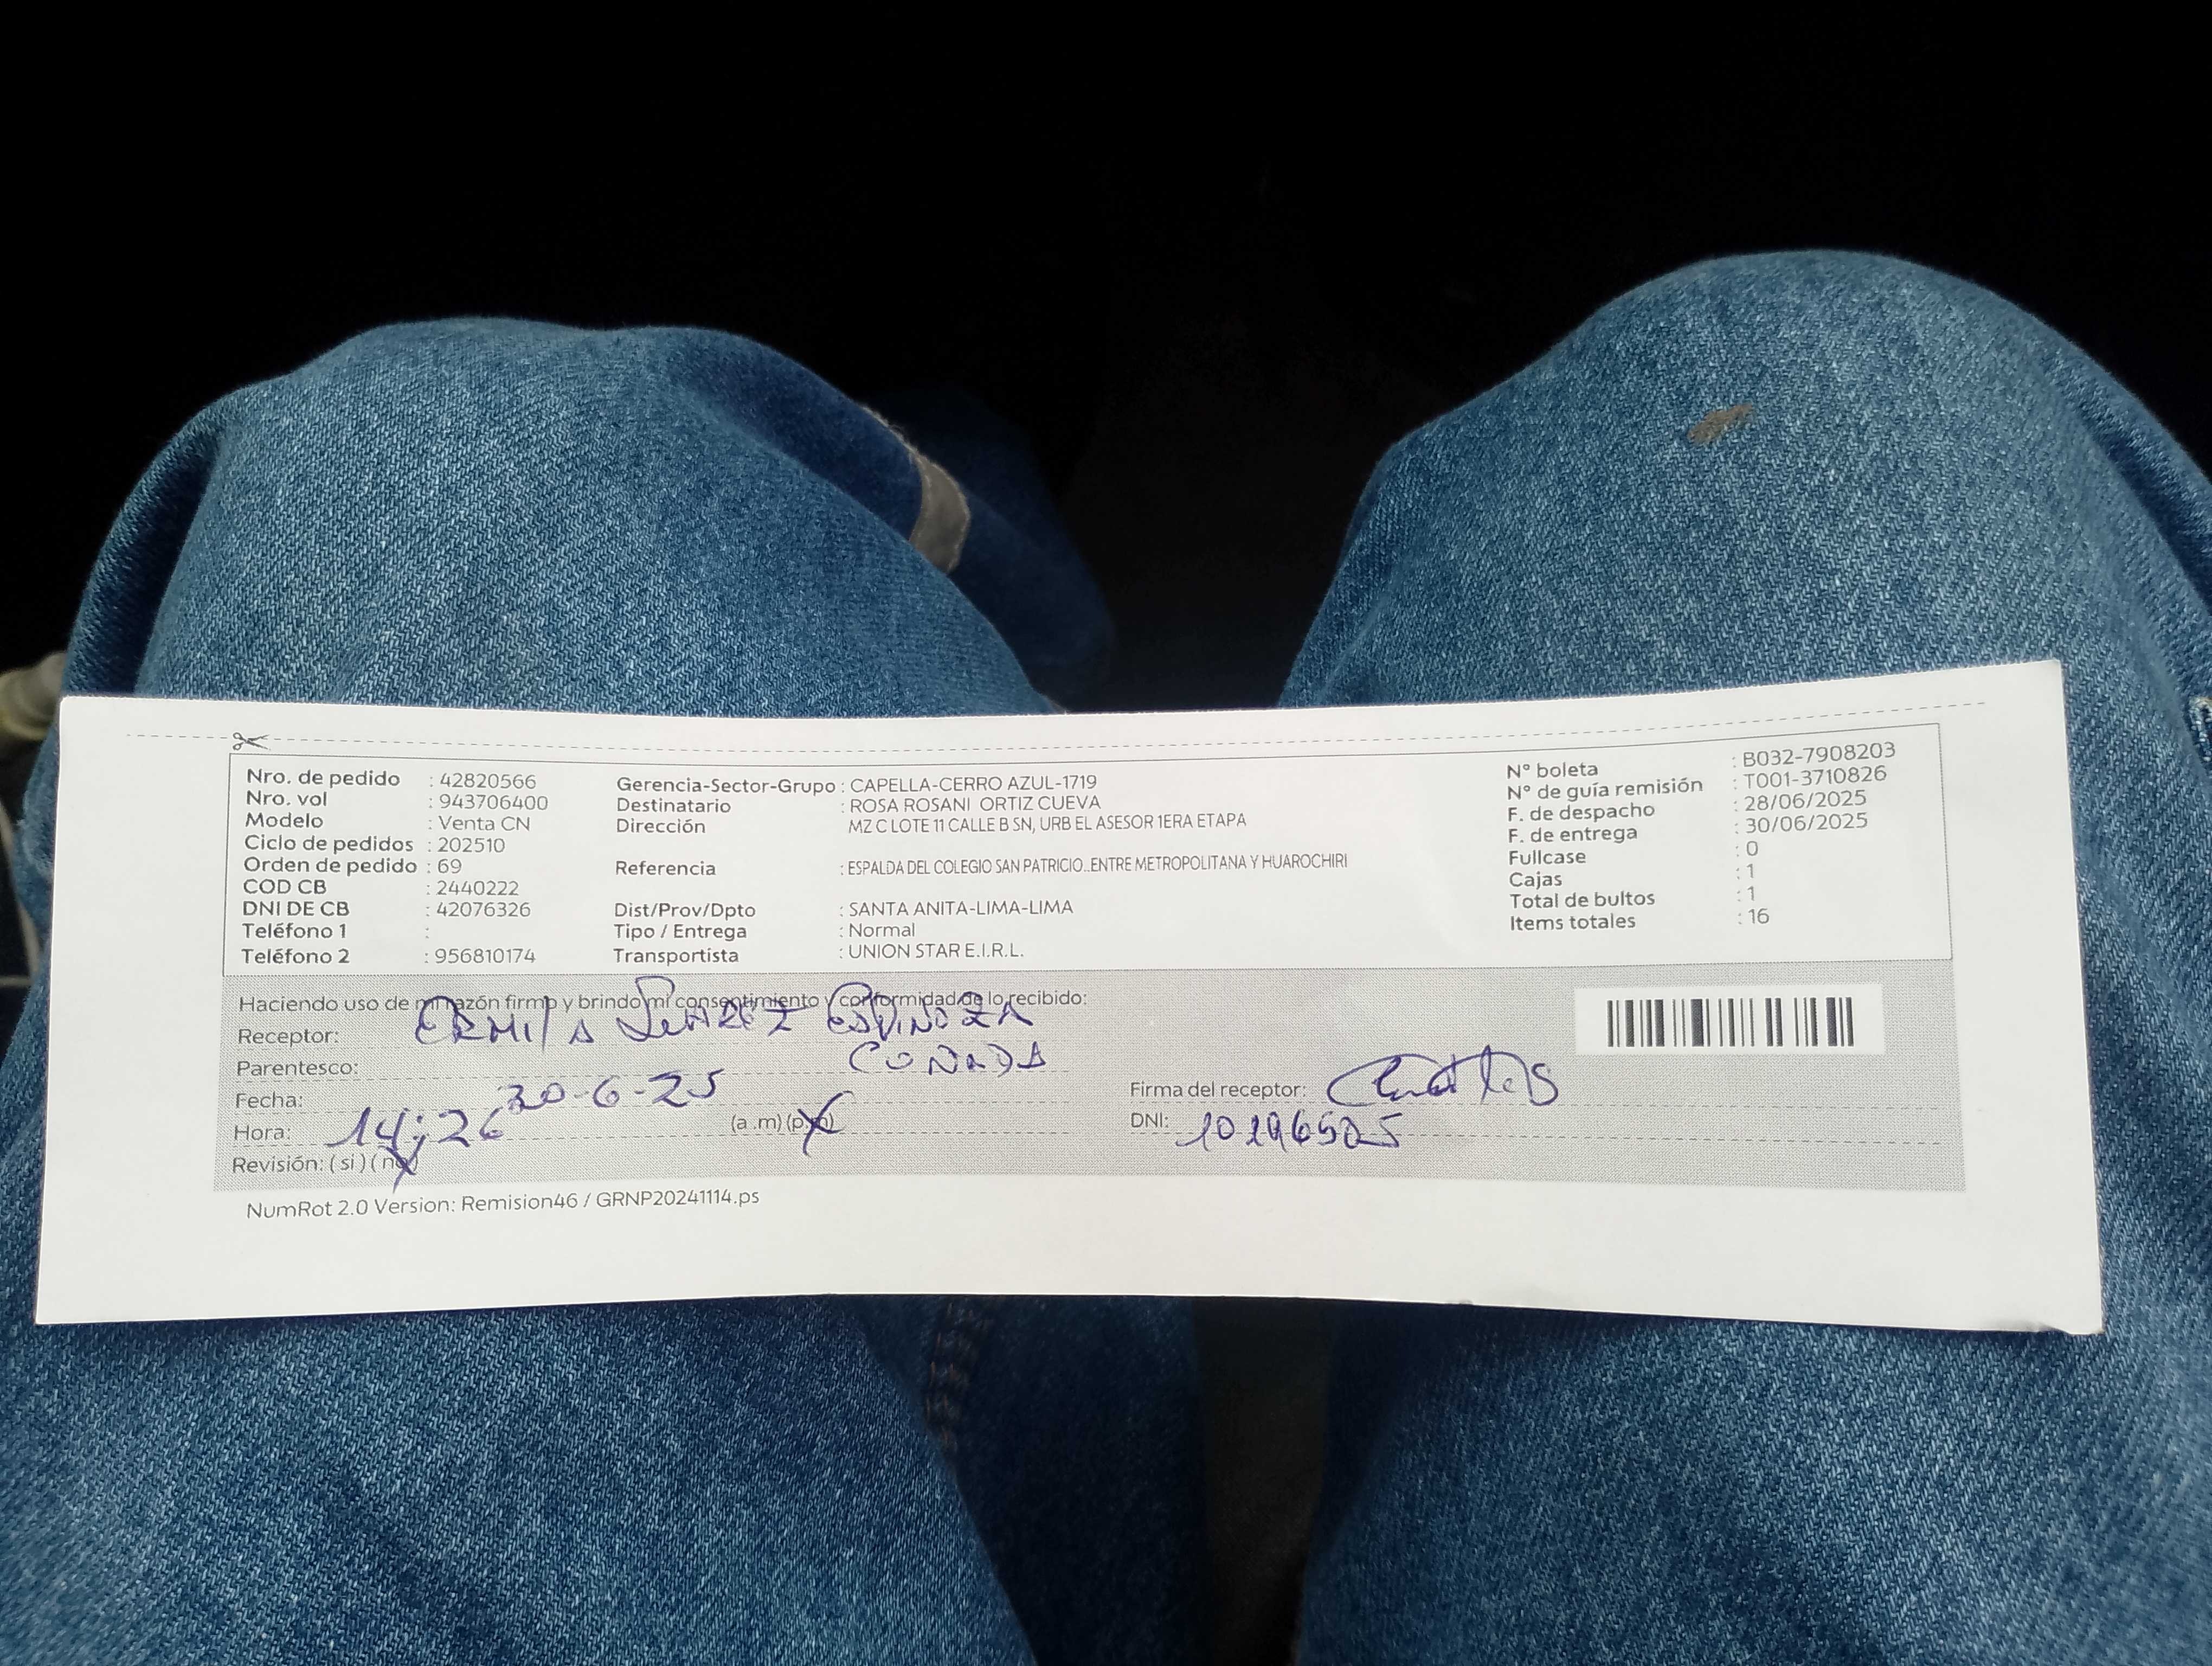 Nro. de pedido : 42820566
Nro. vol : 943706400
Modelo : Venta CN
Ciclo de pedidos : 202510
Orden de pedido : 69
COD CB : 2440222
DNI DE CB : 42076326
Teléfono 1 :
Teléfono 2 : 956810174
Gerencia-Sector-Grupo : CAPELLA-CERRO AZUL-1719
Destinatario : ROSA ROSANI ORTIZ CUEVA
Dirección MZ C LOTE 11 CALLE B SN, URB EL ASESOR 1ERA ETAPA
Referencia : ESPALDA DEL COLEGIO SAN PATRICIO..ENTRE METROPOLITANA Y HUAROCHIRI
Dist/Prov/Dpto : SANTA ANITA-LIMA-LIMA
Tipo / Entrega : Normal
Transportista : UNION STAR E.I.R.L.
N° boleta : B032-7908203
N° de guía remisión : T001-3710826
F. de despacho : 28/06/2025
F. de entrega : 30/06/2025
Fullcase : 0
Cajas : 1
Total de bultos : 1
Items totales : 16
Haciendo uso de mi razón firmo y brindo mi consentimiento y conformidad de lo recibido:
Receptor: ESPINOZA
Parentesco:
Fecha: 30-6-25
Hora: 14:26 (a .m) (p.m)
Revisión: ( si ) ( no )
Firma del receptor:
DNI:
NumRot 2.0 Version: Remision46 / GRNP20241114.ps